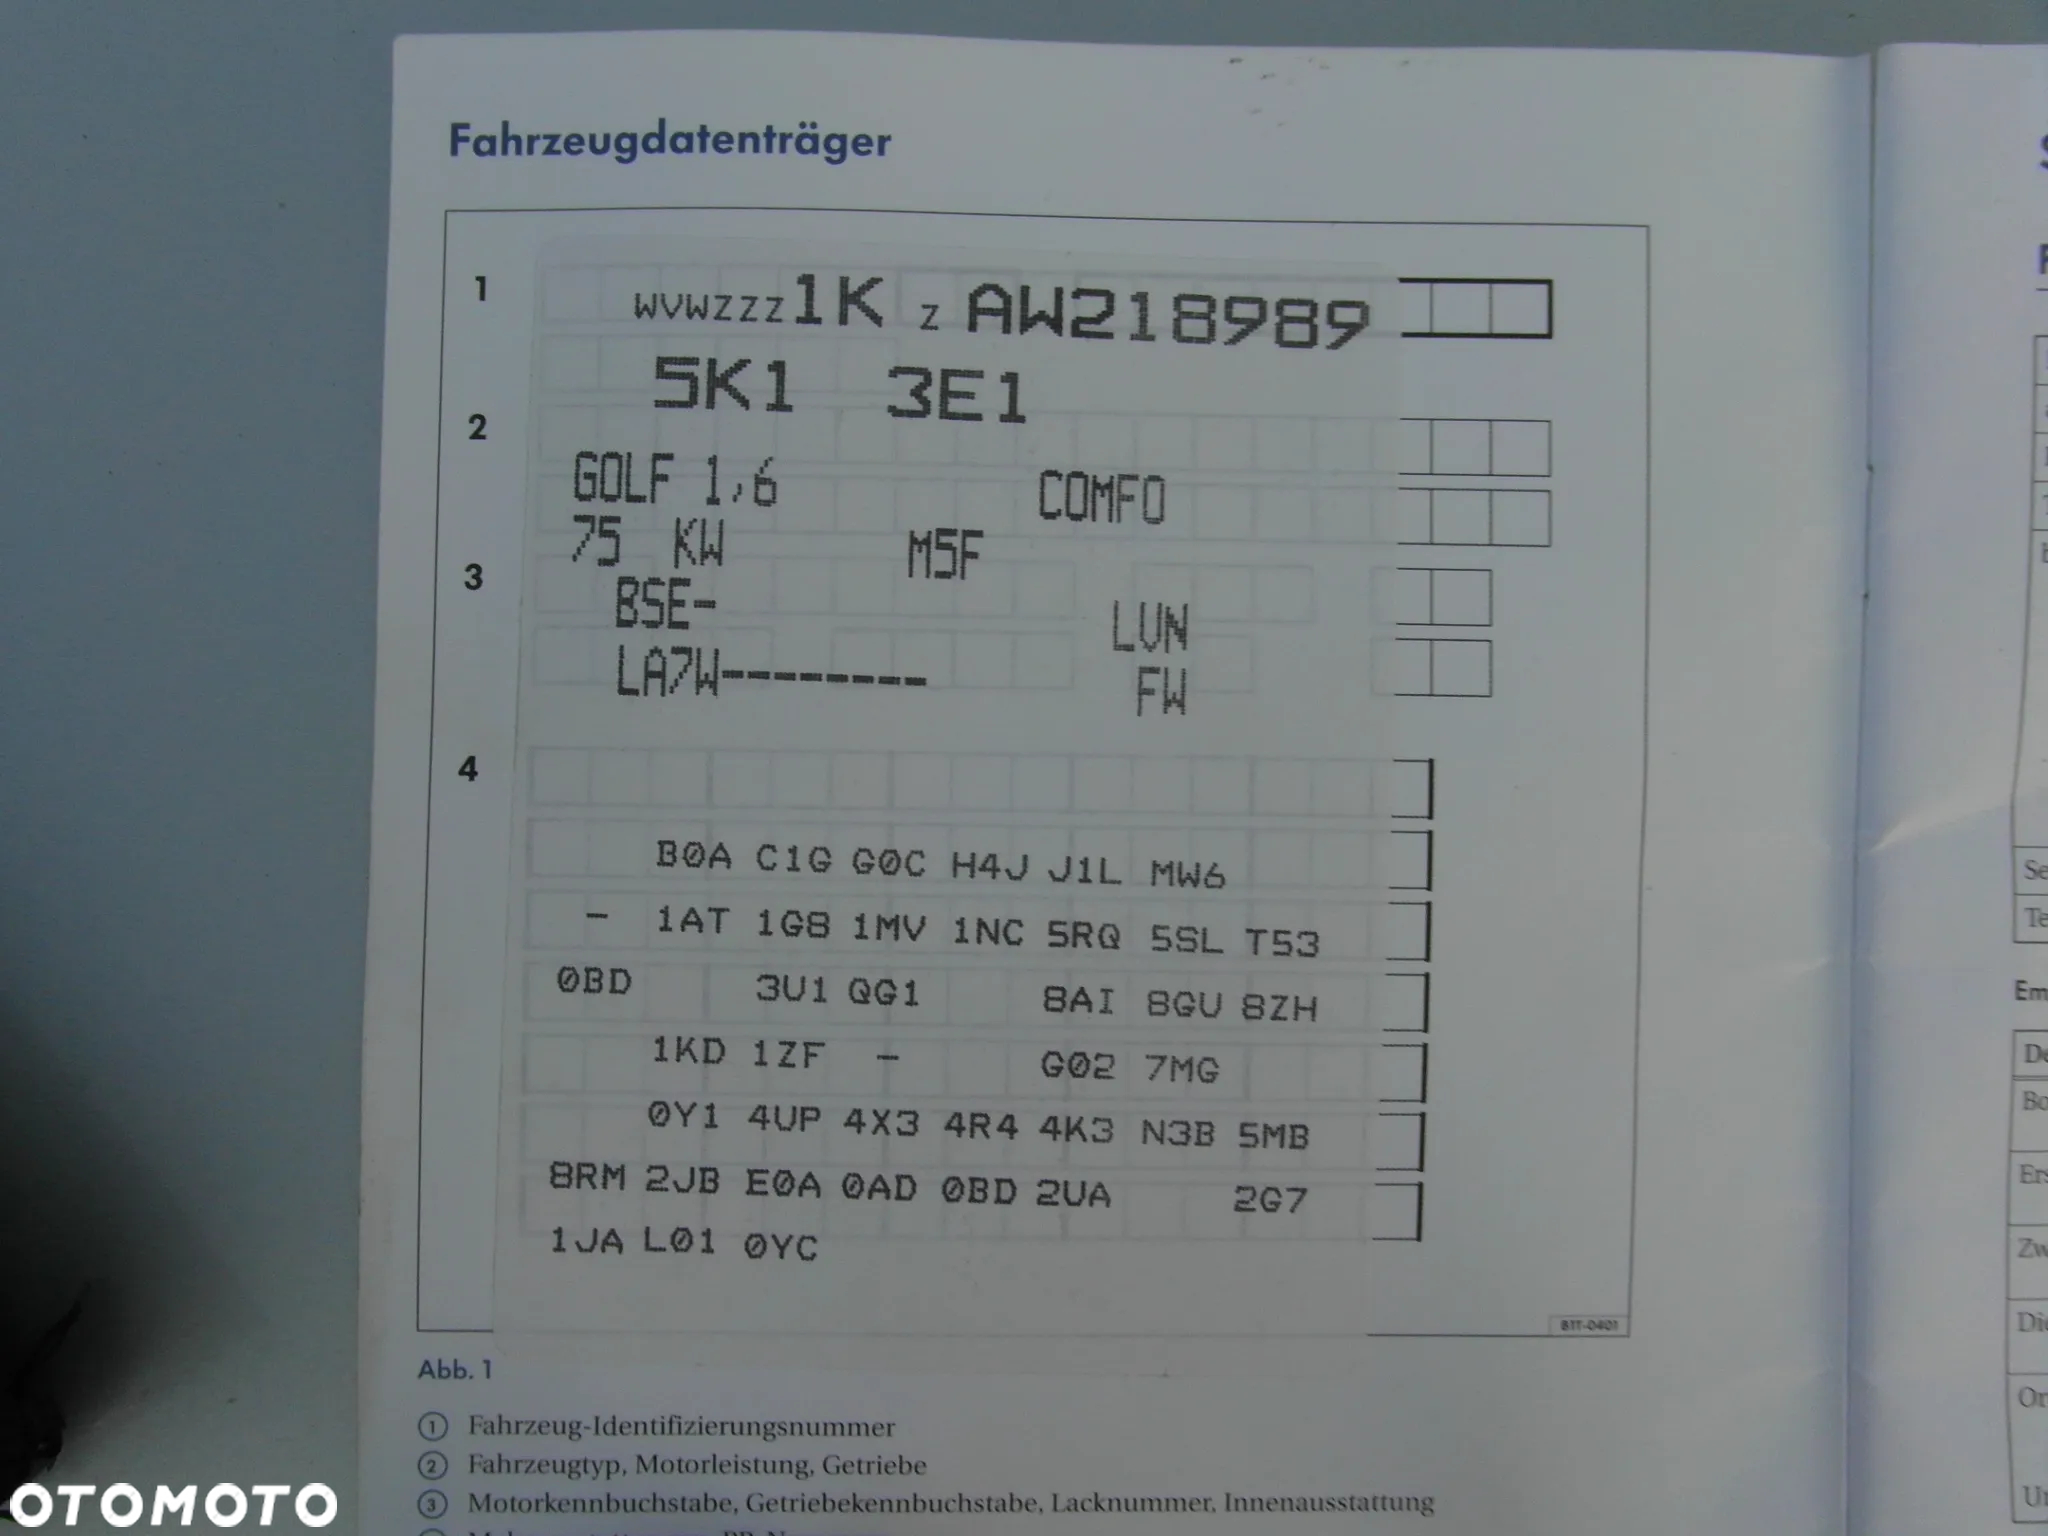 Fahrzeugdatenträger
1 WVWZZZ1K Z AW218989
5K1 3E1
2
GOLF 1,6 COMFO
75 KW M5F
3
BSE- LVN
LA7W--------- FW
4
B0A C1G G0C H4J J1L MW6
- 1AT 1G8 1MV 1NC 5RQ 5SL T53
0BD 3U1 QG1 8AI 8GU 8ZH
1KD 1ZF - G02 7MG
0Y1 4UP 4X3 4R4 4K3 N3B 5MB
8RM 2JB E0A 0AD 0BD 2UA 2G7
1JA L01 0YC
B1T-0401
Abb. 1
1 Fahrzeug-Identifizierungsnummer
2 Fahrzeugtyp, Motorleistung, Getriebe
3 Motorkennbuchstabe, Getriebekennbuchstabe, Lacknummer, Innenausstattung
OTOMOTO